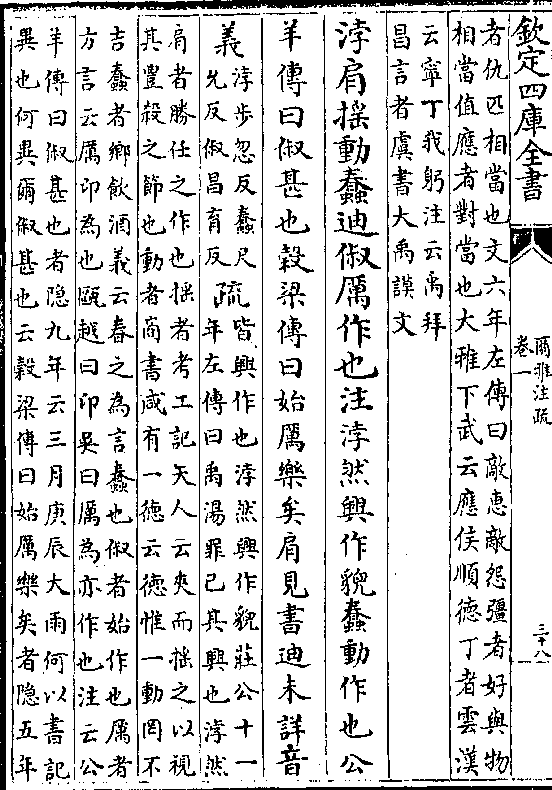 欽定四庫全書
爾雅注疏
卷一
三十八
者仇匹相當也文六年左傳曰敵惠敵怨彊者好與物
相當值應者對當也大雅下武云應侯順德丁者雲漢
云寧丁我躬注云禹拜
昌言者虞書大禹謨文
浡肩揺動蠢迪俶厲作也注浡然興作貌蠢動作也公
羊傳曰俶甚也穀梁傳曰始厲樂矣肩見書迪未詳音
義浡步忽反蠢尺
允反俶昌育反
疏皆興作也浡然興作貌莊公十一
年左傳曰禹湯罪己其興也浡然
肩者勝任之作也揺者考工記矢人云夾而揺之以視
其豐殺之節也動者尚書咸有一德云德惟一動罔不
吉蠢者鄉飲酒義云春之為言蠢也俶者始作也厲者
方言云厲卬為也甌越曰卬吳曰厲為亦作也注云公
羊傳曰俶甚也者隐九年云三月庚辰大雨何以書記
異也何異爾俶甚也云穀梁傳曰始厲樂矣者隐五年